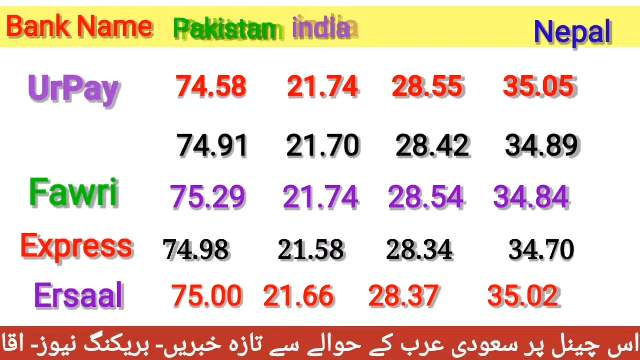 Bank Name Pakistan india Nepal
UrPay 74.58 21.74 28.55 35.05
74.91 21.70 28.42 34.89
Fawri 75.29 21.74 28.54 34.84
Express 74.98 21.58 28.34 34.70
Ersaal 75.00 21.66 28.37 35.02
اس چینل پر سعودی عرب کے حوالے سے تازہ خبریں- بریکنگ نیوز- اقا